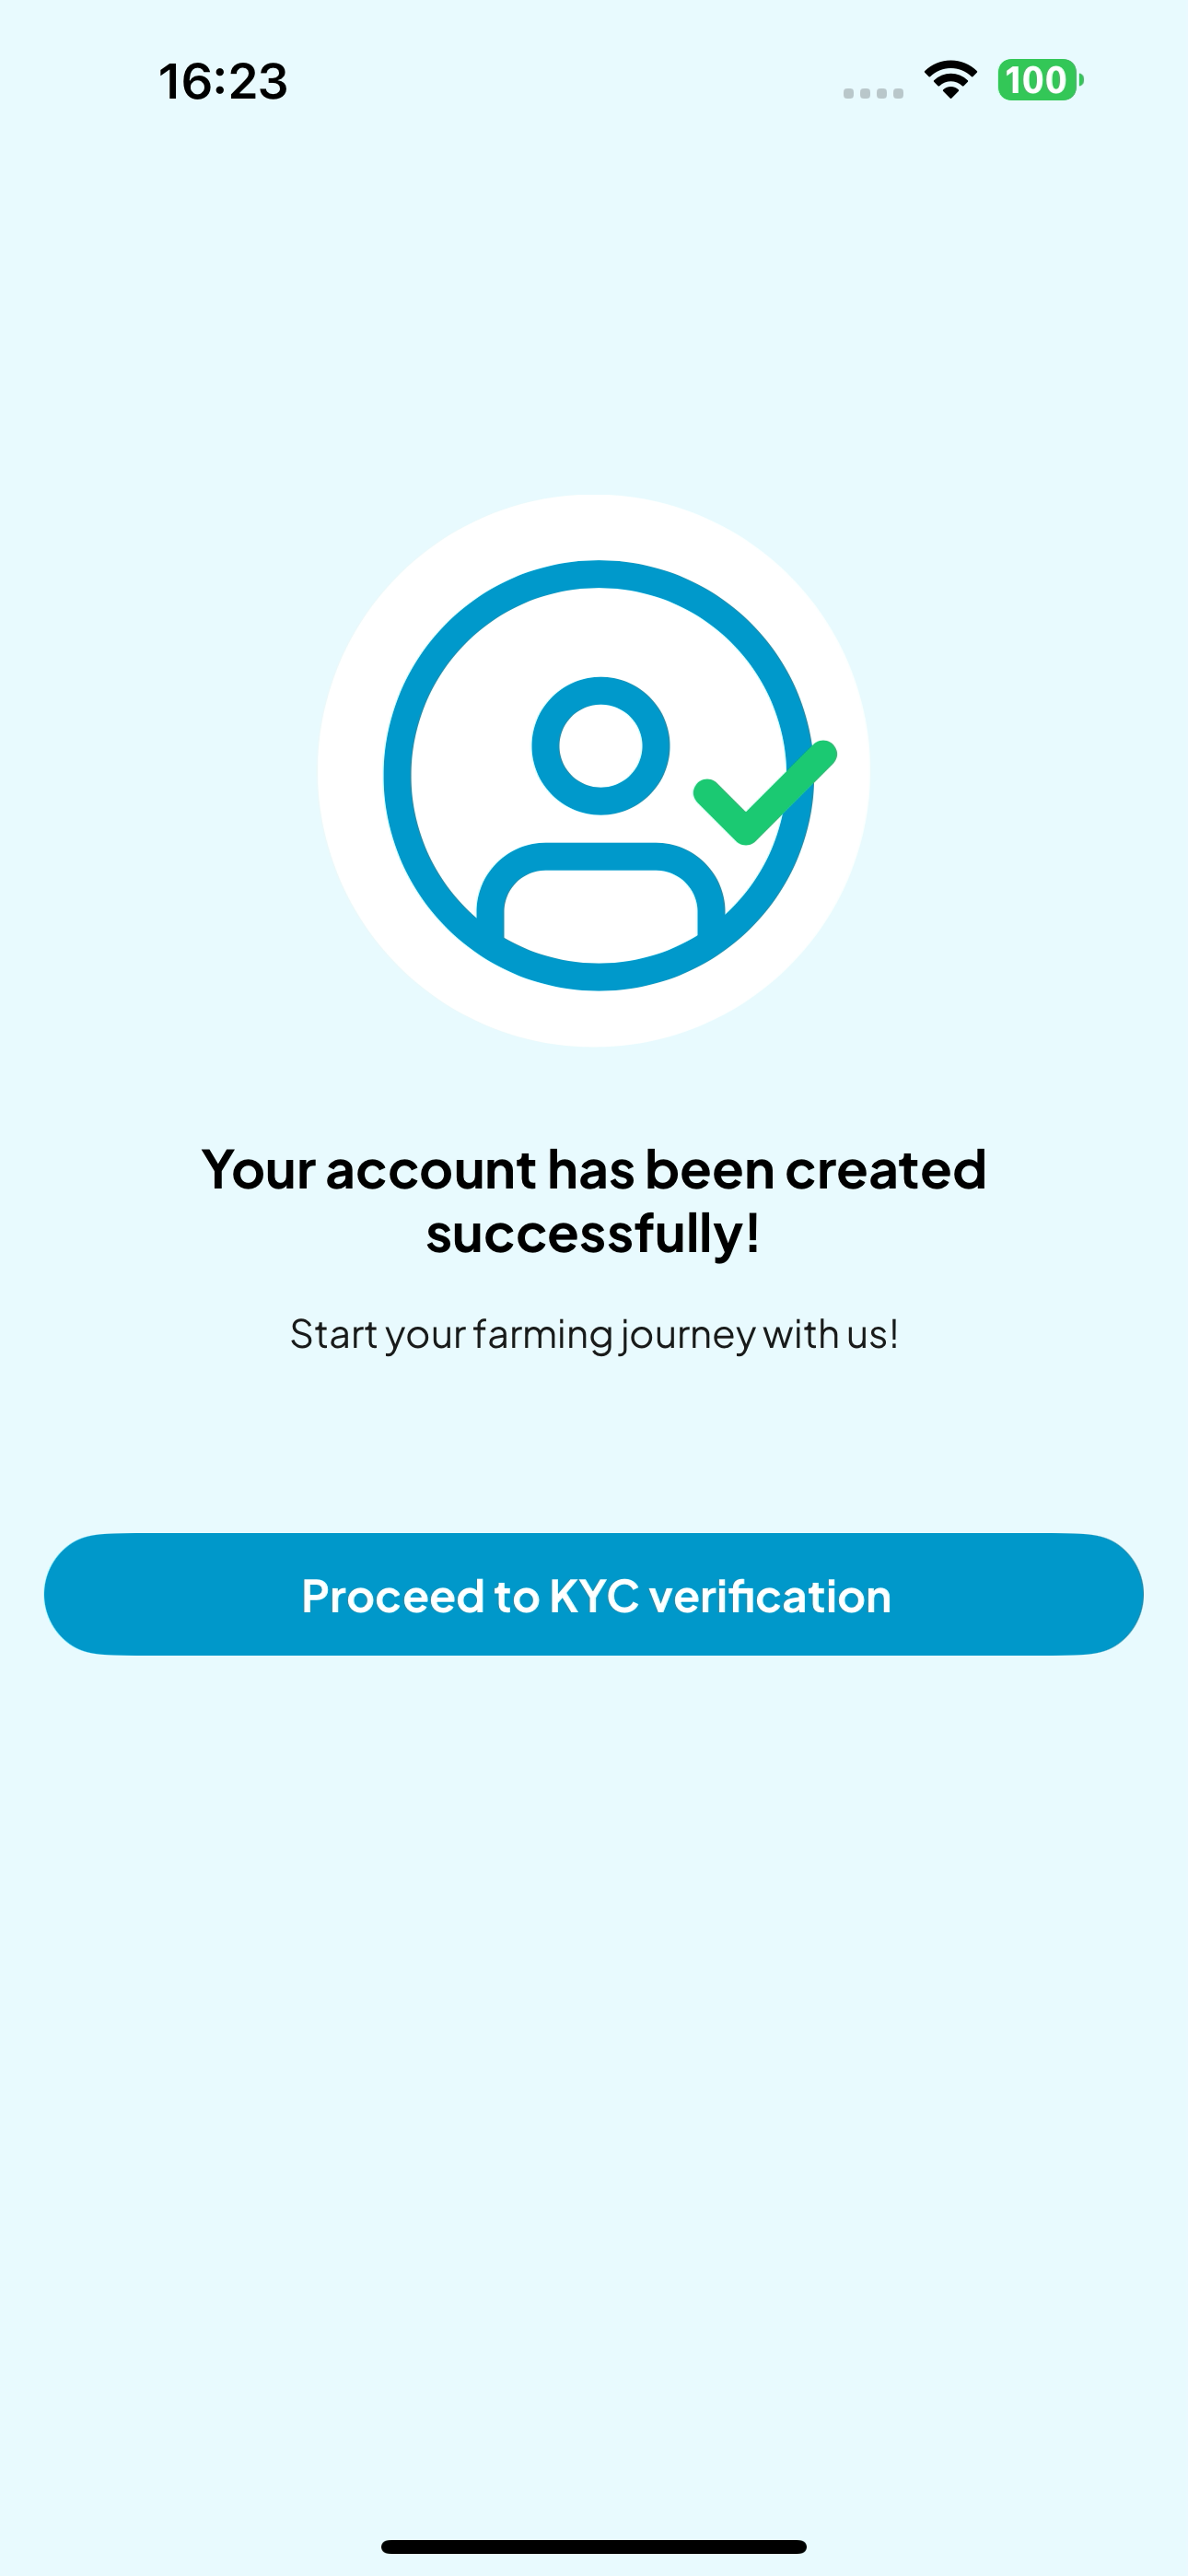 16:23
100
Your account has been created
successfully!
Start your farming journey with us!
Proceed to KYC verification